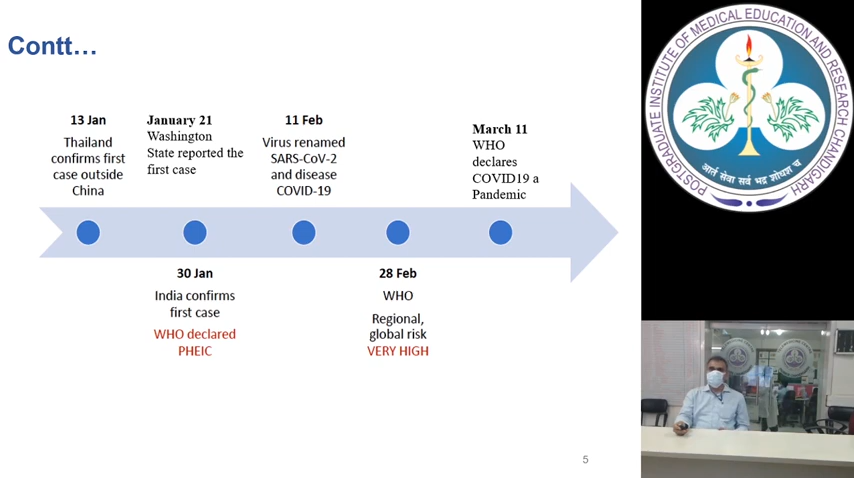 Contt…
13 Jan
Thailand
confirms first
case outside
China
January 21
Washington
State reported the
first case
11 Feb
Virus renamed
SARS-CoV-2
and disease
COVID-19
March 11
WHO
declares
COVID19 a
Pandemic
30 Jan
India confirms
first case
WHO declared
PHEIC
28 Feb
WHO
Regional,
global risk
VERY HIGH
5
POSTGRADUATE INSTITUTE OF MEDICAL EDUCATION AND RESEARCH CHANDIGARH
आर्त सेवा सर्व भद्र शोधश्च च